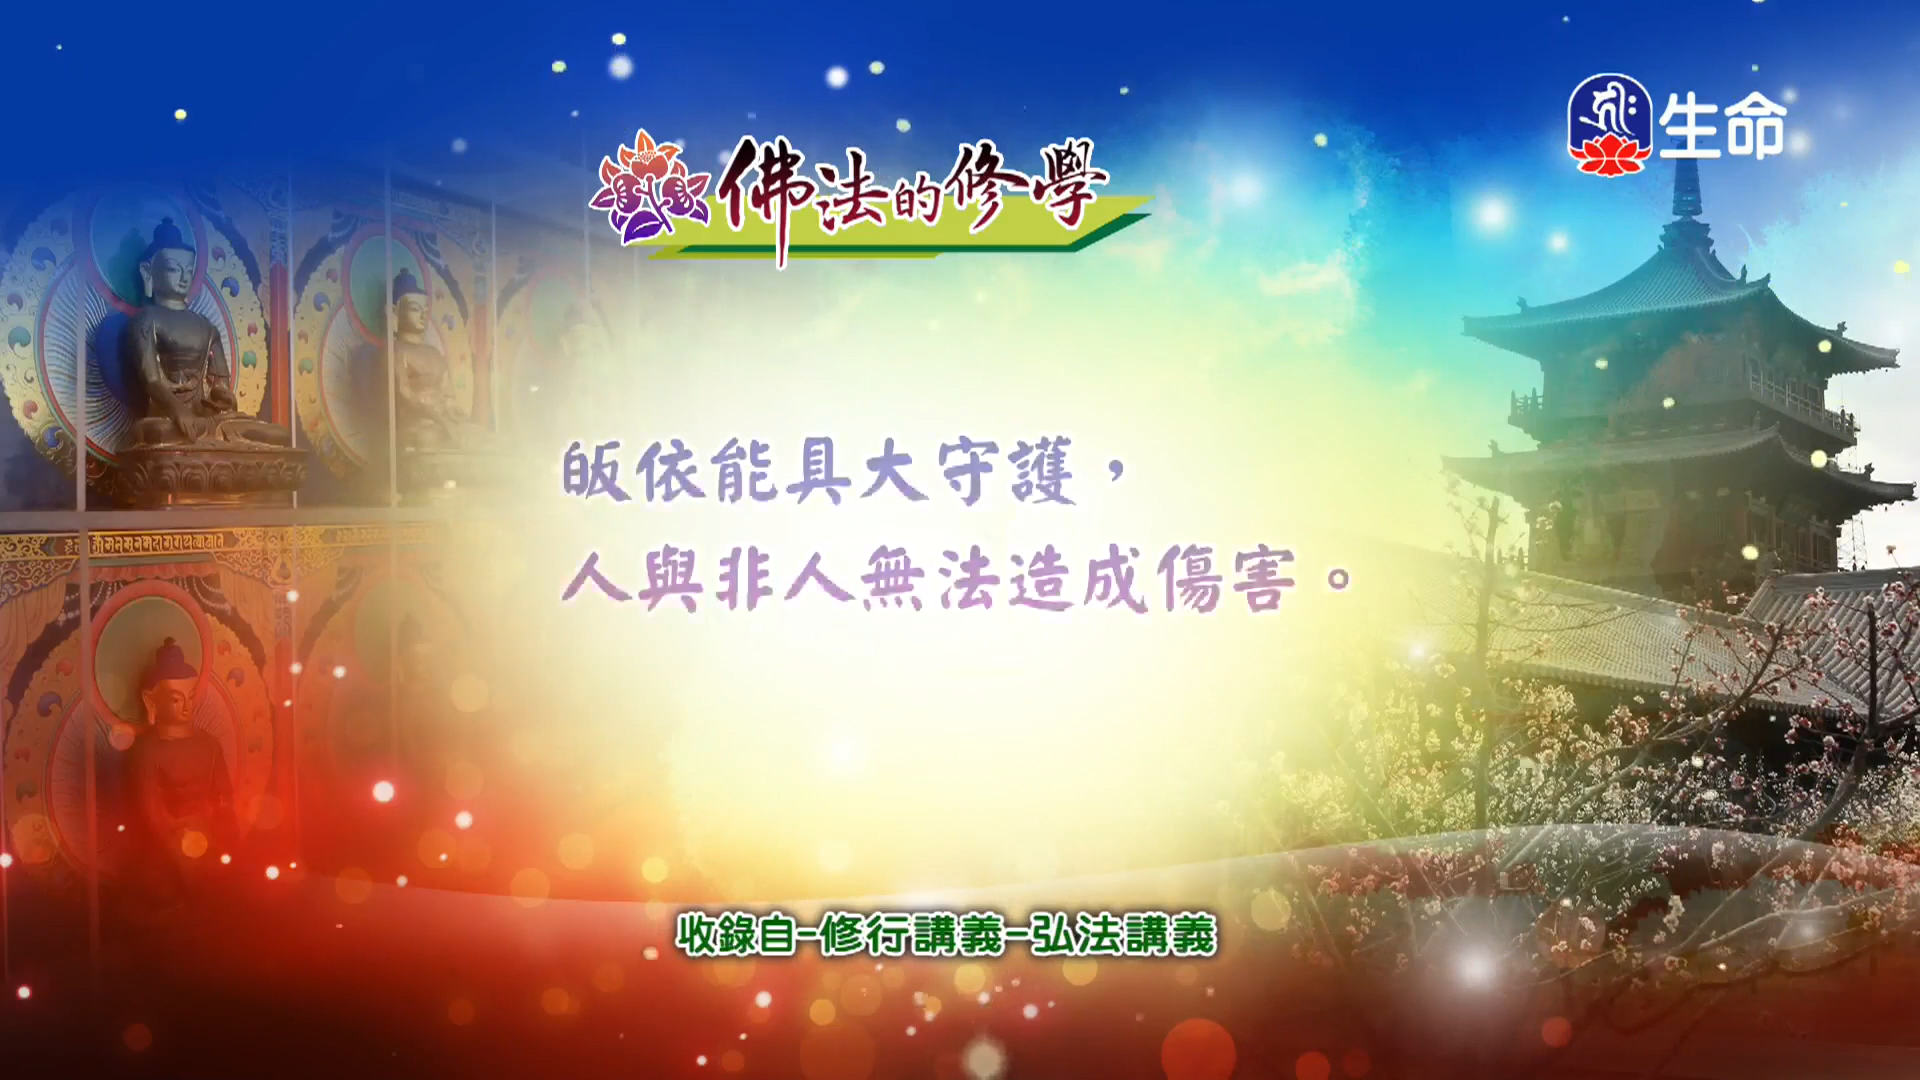 生命
佛法的修學
皈依能具大守護，
人與非人無法造成傷害。
收錄自-修行講義-弘法講義